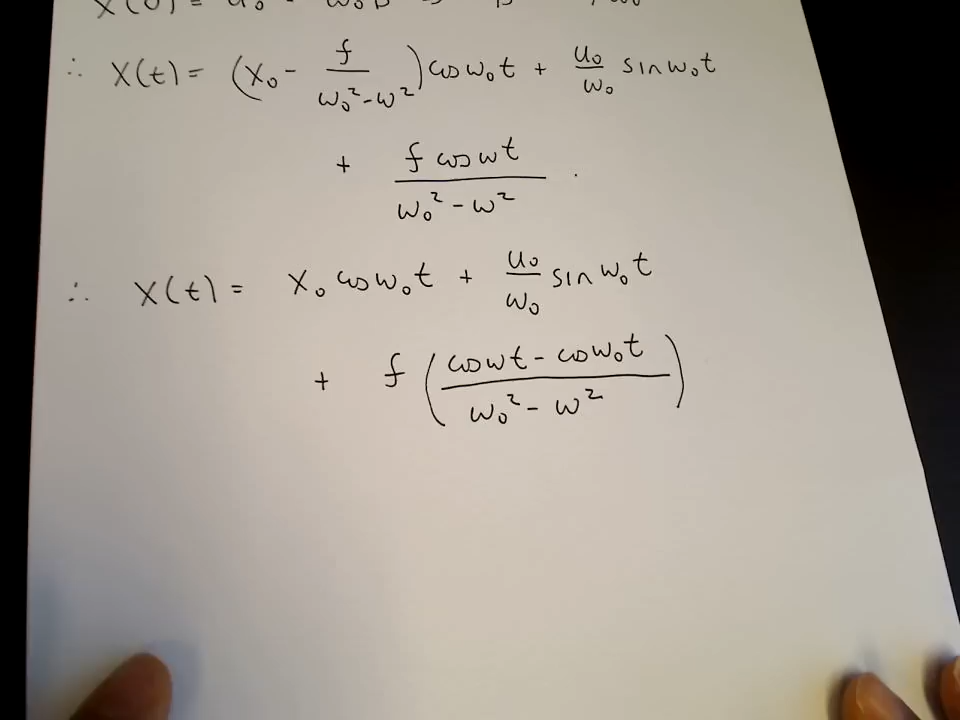 ∴ X(t) = (X₀ - f/(ω₀² - ω²)) cos ω₀t + u₀/ω₀ sin ω₀t
+ f cos ωt/(ω₀² - ω²) .
∴ X(t) = X₀ cos ω₀t + u₀/ω₀ sin ω₀t
+ f ((cos ωt - cos ω₀t)/(ω₀² - ω²))